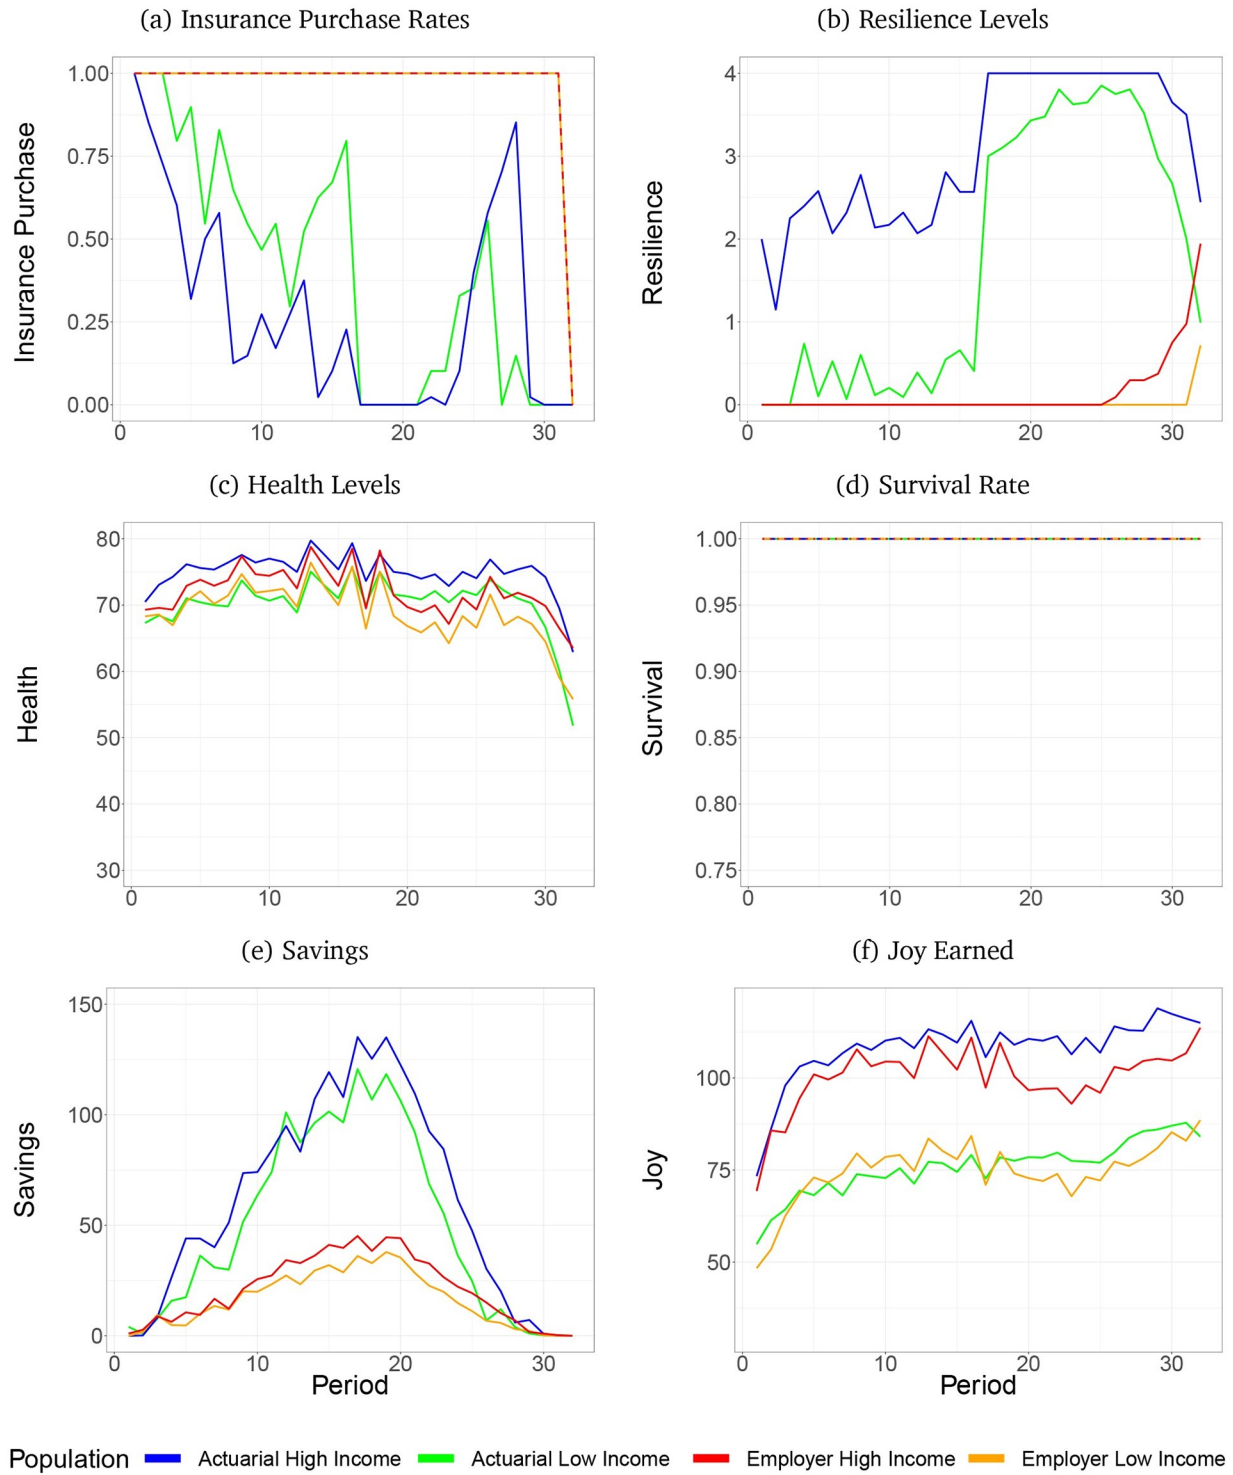 (a) Insurance Purchase Rates
(b) Resilience Levels
Insurance Purchase
1.00
0.75
0.50
0.25
0.00
0 10 20 30
Resilience
4
3
2
1
0
0 10 20 30
(c) Health Levels
(d) Survival Rate
Health
80
70
60
50
40
30
0 10 20 30
Survival
1.00
0.95
0.90
0.85
0.80
0.75
0 10 20 30
(e) Savings
(f) Joy Earned
Savings
150
100
50
0
0 10 20 30
Period
Joy
100
75
50
0 10 20 30
Period
Population Actuarial High Income Actuarial Low Income Employer High Income Employer Low Income